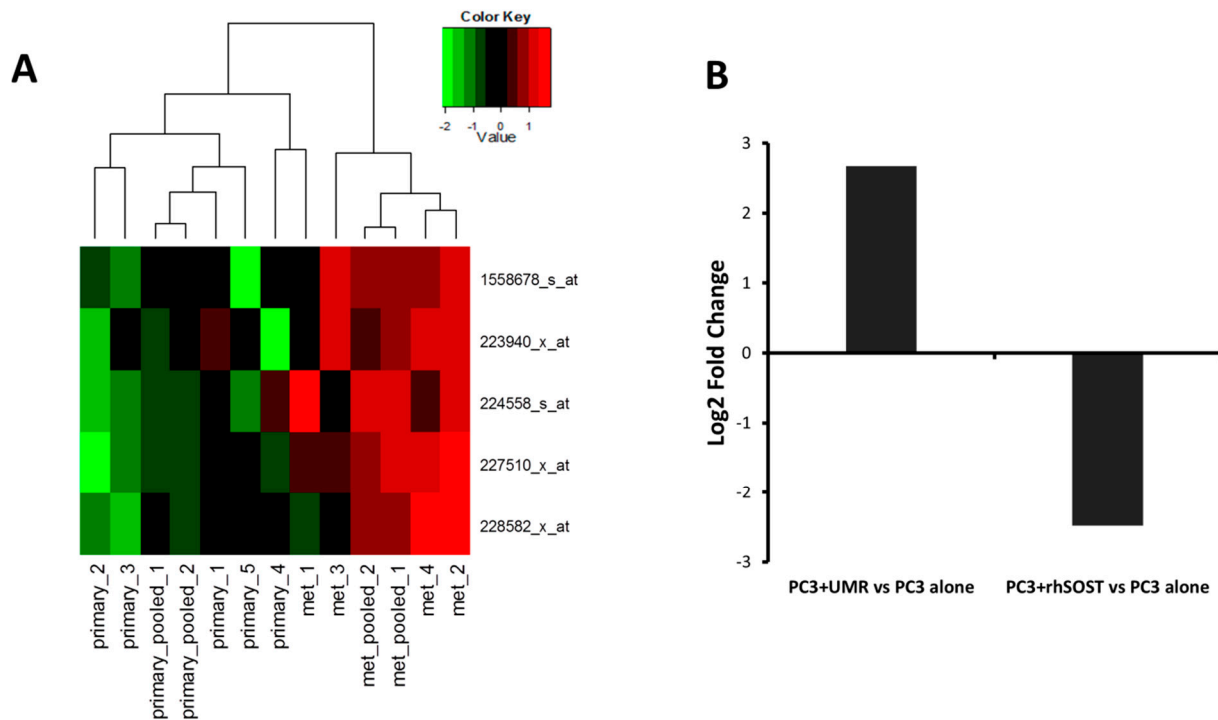 A
Color Key
-2 -1 0 1
Value
1558678_s_at
223940_x_at
224558_s_at
227510_x_at
228582_x_at
primary_2
primary_3
primary_pooled_1
primary_pooled_2
primary_1
primary_5
primary_4
met_1
met_3
met_pooled_2
met_pooled_1
met_4
met_2
B
Log2 Fold Change
3
2
1
0
-1
-2
-3
PC3+UMR vs PC3 alone
PC3+rhSOST vs PC3 alone